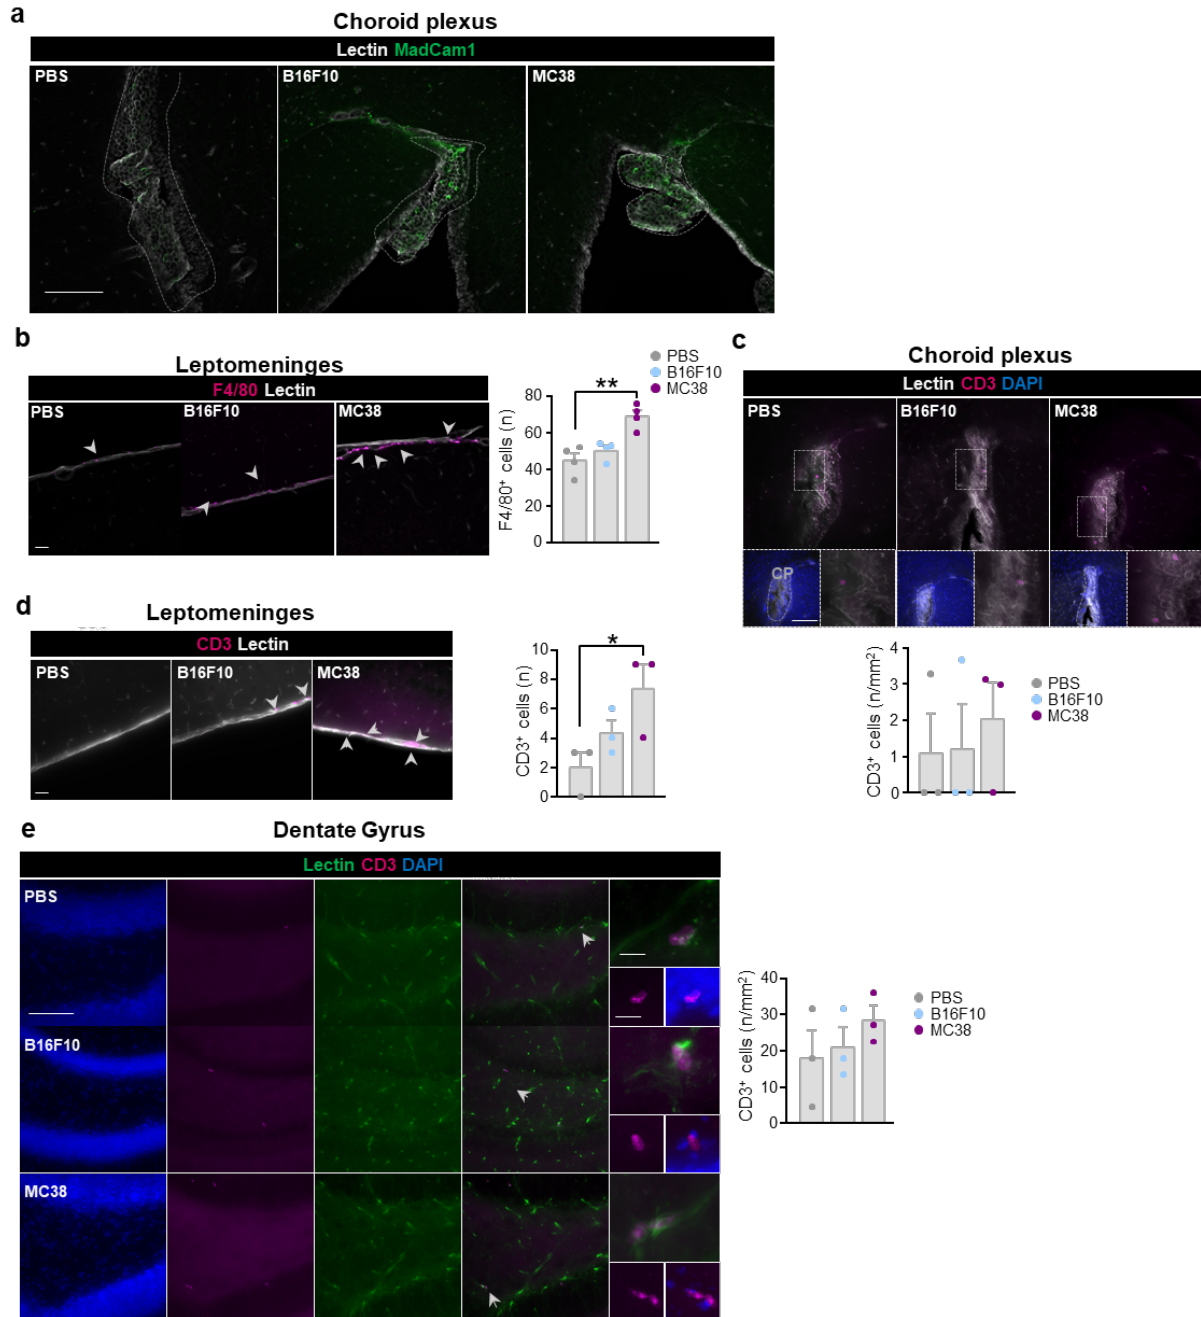 a
Choroid plexus
Lectin MadCam1
PBS
B16F10
MC38
b
Leptomeninges
F4/80 Lectin
PBS
B16F10
MC38
F4/80⁺ cells (n)
80
60
40
20
0
**
PBS
B16F10
MC38
c
Choroid plexus
Lectin CD3 DAPI
PBS
B16F10
MC38
CP
CD3⁺ cells (n/mm²)
4
3
2
1
0
PBS
B16F10
MC38
d
Leptomeninges
CD3 Lectin
PBS
B16F10
MC38
CD3⁺ cells (n)
10
8
6
4
2
0
*
e
Dentate Gyrus
Lectin CD3 DAPI
PBS
B16F10
MC38
CD3⁺ cells (n/mm²)
40
30
20
10
0
PBS
B16F10
MC38